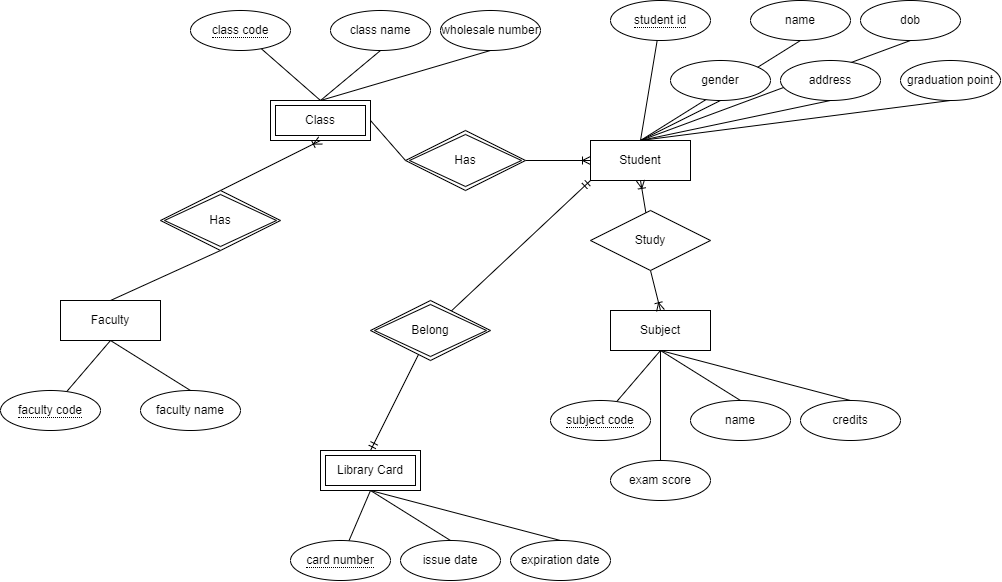 class code
class name
wholesale number
student id
name
dob
gender
address
graduation point
Class
Has
Student
Has
Study
Faculty
Belong
Subject
faculty code
faculty name
subject code
name
credits
Library Card
exam score
card number
issue date
expiration date